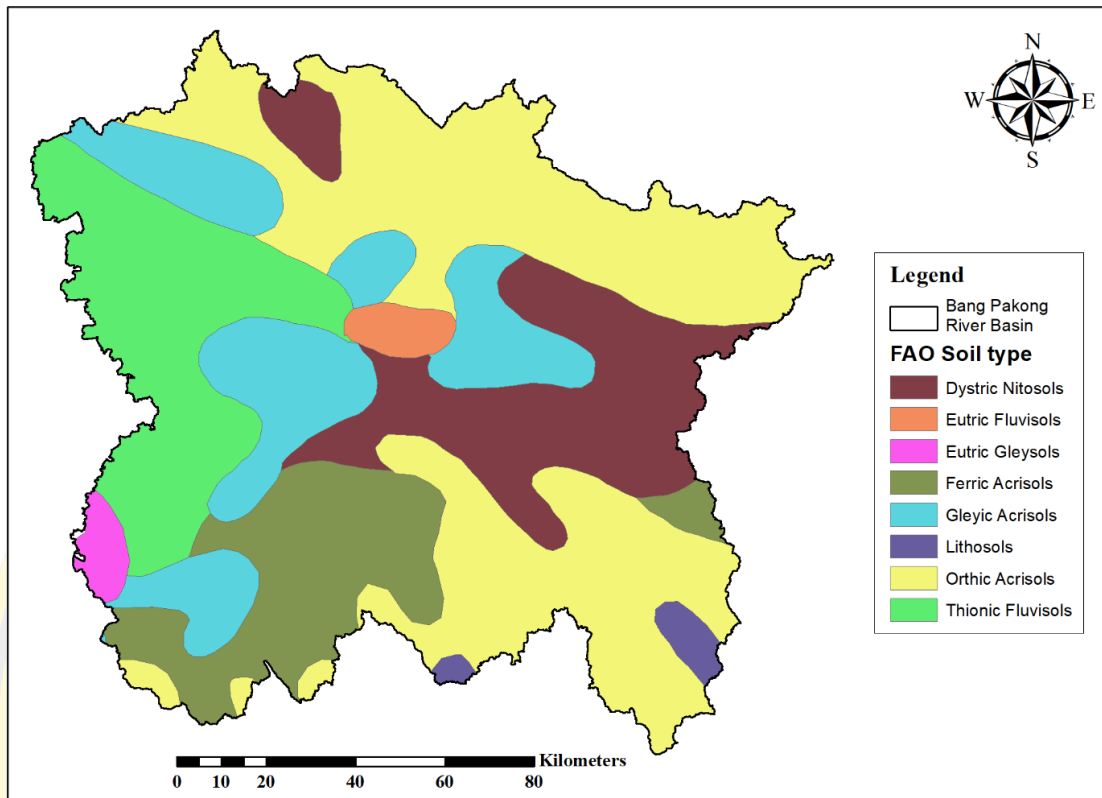 N
W
E
S
Legend
Bang Pakong
River Basin
FAO Soil type
Dystric Nitosols
Eutric Fluvisols
Eutric Gleysols
Ferric Acrisols
Gleyic Acrisols
Lithosols
Orthic Acrisols
Thionic Fluvisols
Kilometers
0 10 20 40 60 80